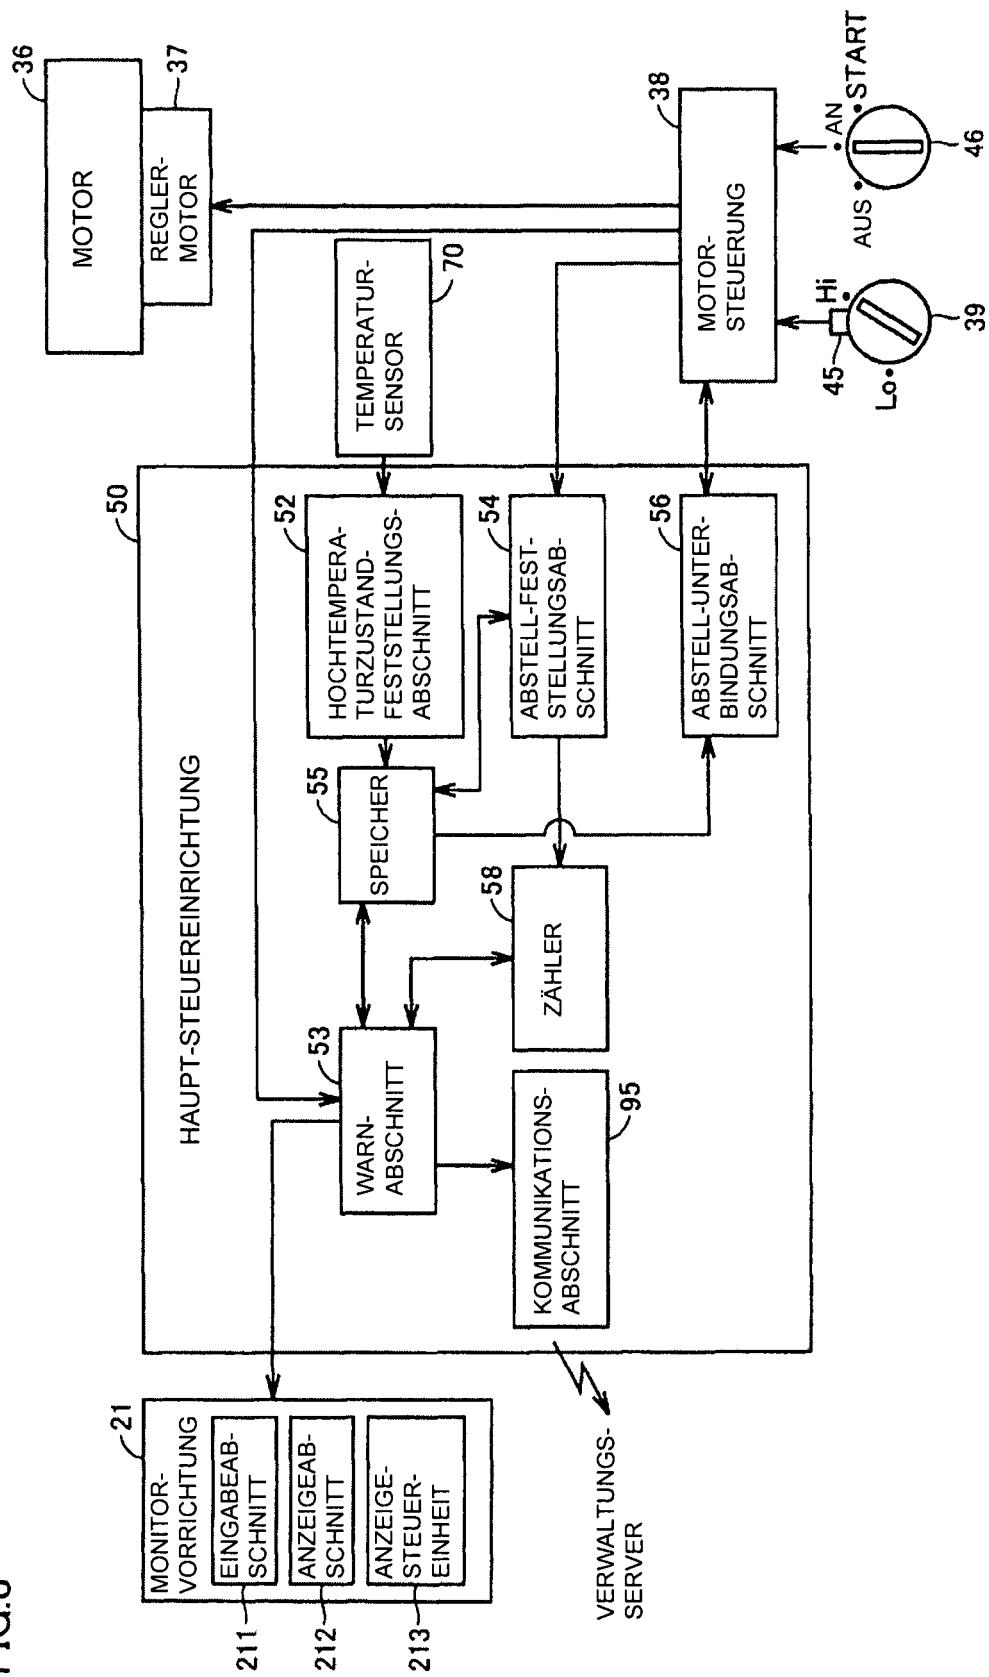 MONITOR-
VORRICHTUNG
21
EINGABEAB-
SCHNITT
211
ANZEIGEAB-
SCHNITT
212
ANZEIGE-
STEUER-
EINHEIT
213
VERWALTUNGS-
SERVER
HAUPT-STEUEREINRICHTUNG
50
WARN-
ABSCHNITT
53
KOMMUNIKATIONS-
ABSCHNITT
95
SPEICHER
55
ZÄHLER
58
HOCHTEMPERA-
TURZUSTAND-
FESTSTELLUNGS-
ABSCHNITT
52
ABSTELL-FEST-
STELLUNGSAB-
SCHNITT
54
ABSTELL-UNTER-
BINDUNGSAB-
SCHNITT
56
TEMPERATUR-
SENSOR
70
MOTOR
36
REGLER-
MOTOR
37
MOTOR-
STEUERUNG
38
45
Hi
Lo
39
AUS
AN
START
46